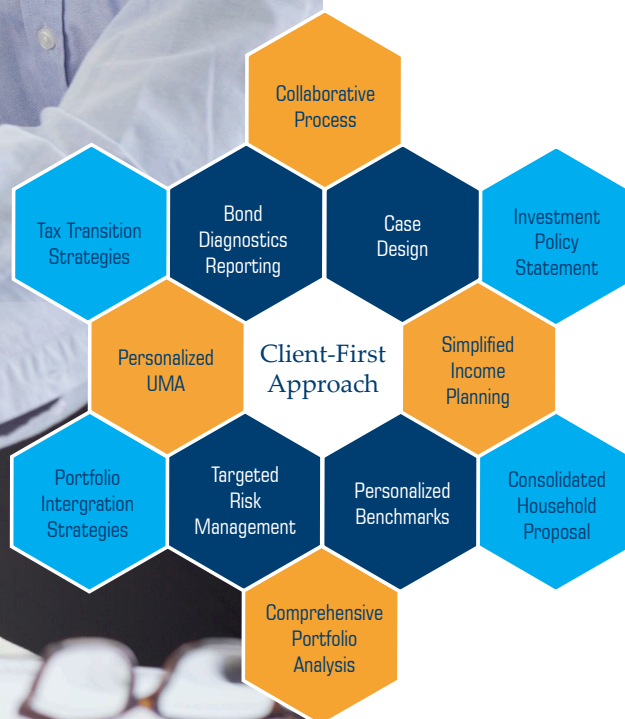 Collaborative
Process
Tax Transition
Strategies
Bond
Diagnostics
Reporting
Case
Design
Investment
Policy
Statement
Personalized
UMA
Client-First
Approach
Simplified
Income
Planning
Portfolio
Intergration
Strategies
Targeted
Risk
Management
Personalized
Benchmarks
Consolidated
Household
Proposal
Comprehensive
Portfolio
Analysis